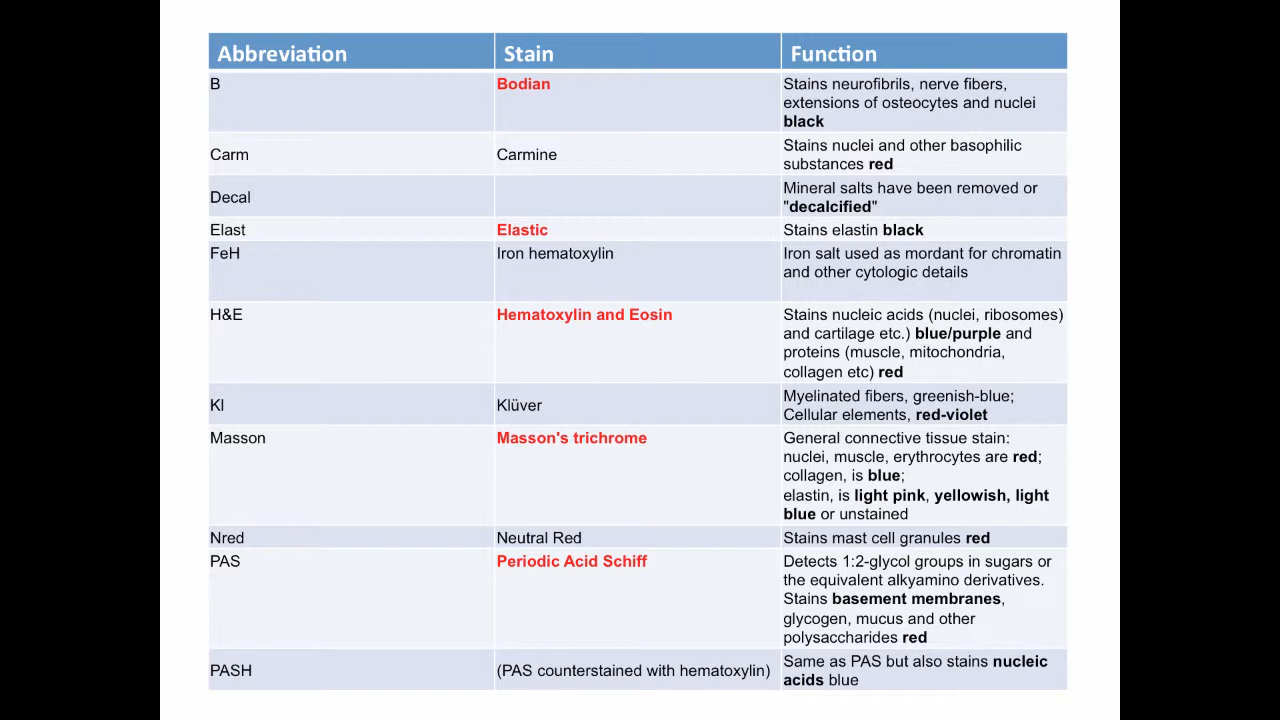 Abbreviation Stain Function
B Bodian Stains neurofibrils, nerve fibers,
extensions of osteocytes and nuclei
black
Carm Carmine Stains nuclei and other basophilic
substances red
Decal Mineral salts have been removed or
"decalcified"
Elast Elastic Stains elastin black
FeH Iron hematoxylin Iron salt used as mordant for chromatin
and other cytologic details
H&E Hematoxylin and Eosin Stains nucleic acids (nuclei, ribosomes)
and cartilage etc.) blue/purple and
proteins (muscle, mitochondria,
collagen etc) red
Kl Klüver Myelinated fibers, greenish-blue;
Cellular elements, red-violet
Masson Masson's trichrome General connective tissue stain:
nuclei, muscle, erythrocytes are red;
collagen, is blue;
elastin, is light pink, yellowish, light
blue or unstained
Nred Neutral Red Stains mast cell granules red
PAS Periodic Acid Schiff Detects 1:2-glycol groups in sugars or
the equivalent alkyamino derivatives.
Stains basement membranes,
glycogen, mucus and other
polysaccharides red
PASH (PAS counterstained with hematoxylin) Same as PAS but also stains nucleic
acids blue